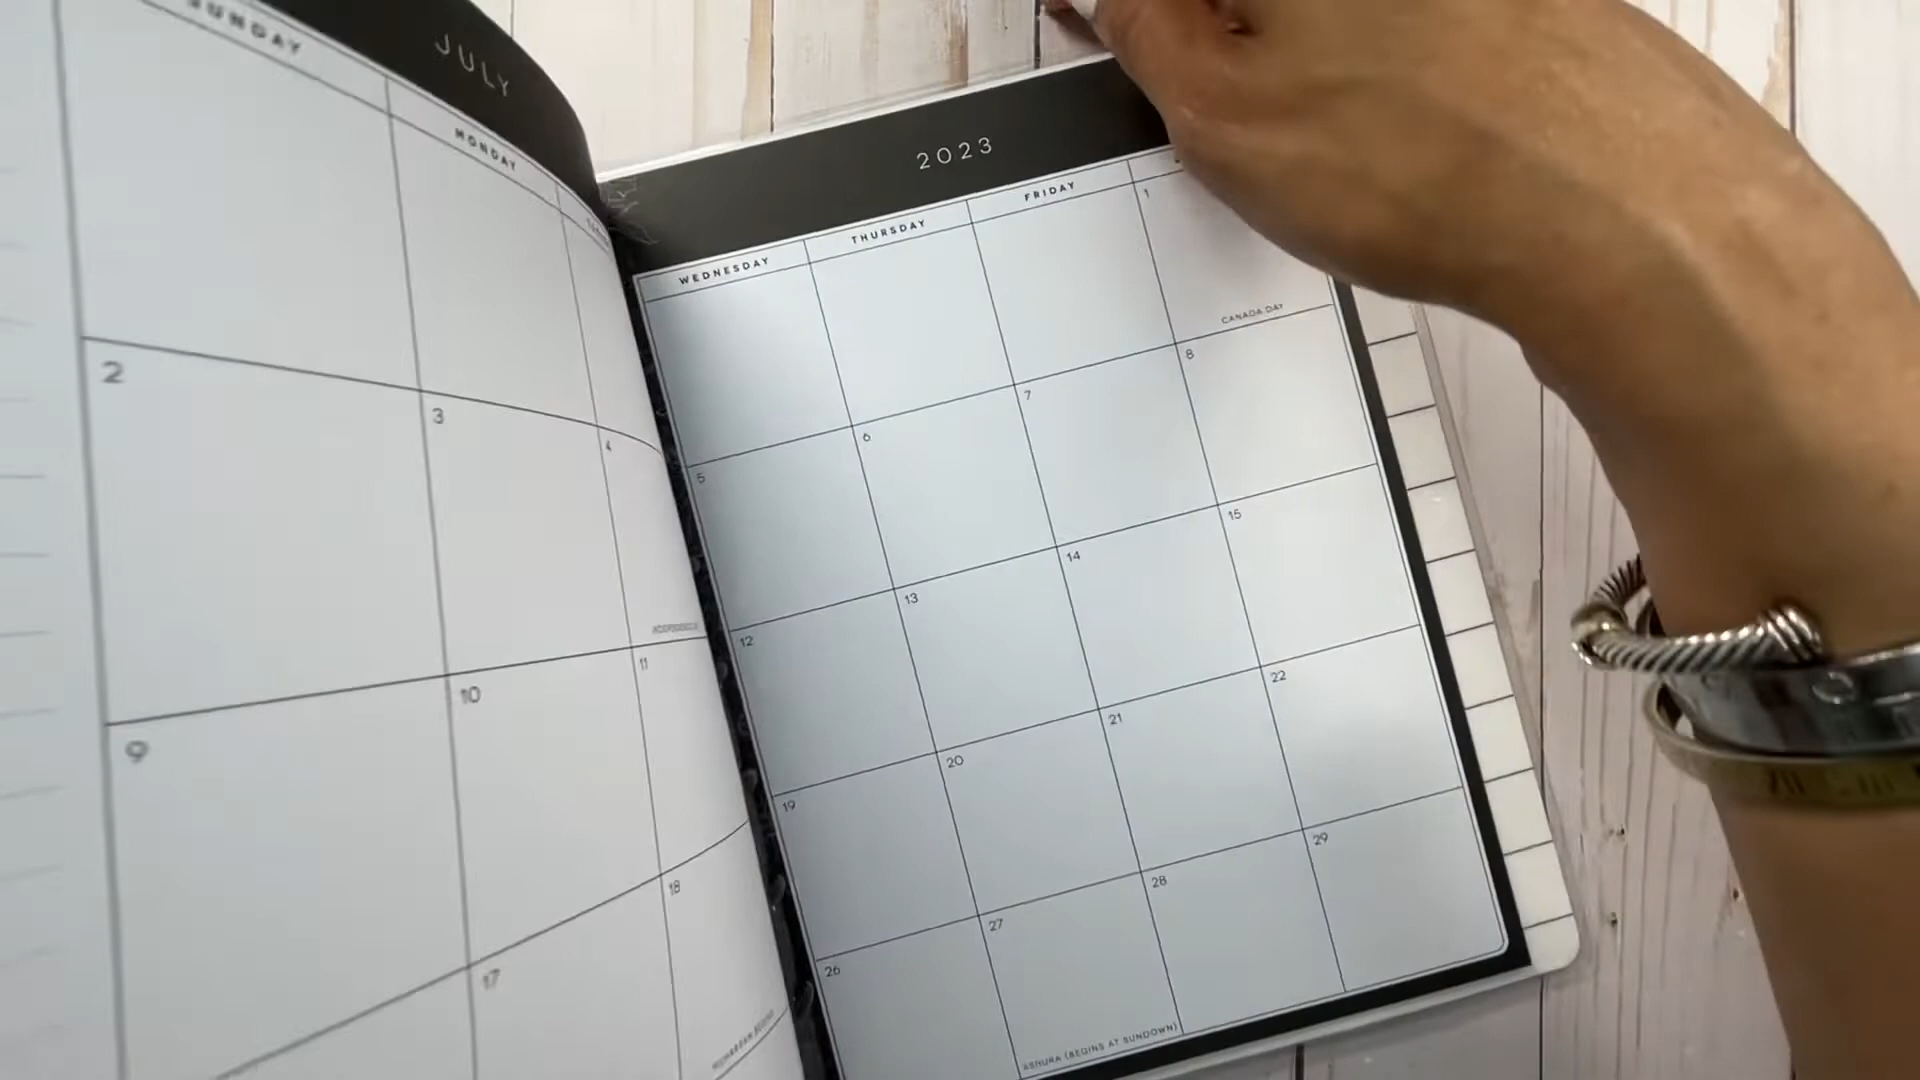 JULY
SUNDAY MONDAY
2 3 4
9 10 11
17 18
2023
WEDNESDAY THURSDAY FRIDAY
1
CANADA DAY
5 6 7 8
12 13 14 15
19 20 21 22
26 27 28 29
ASHURA (BEGINS AT SUNDOWN)